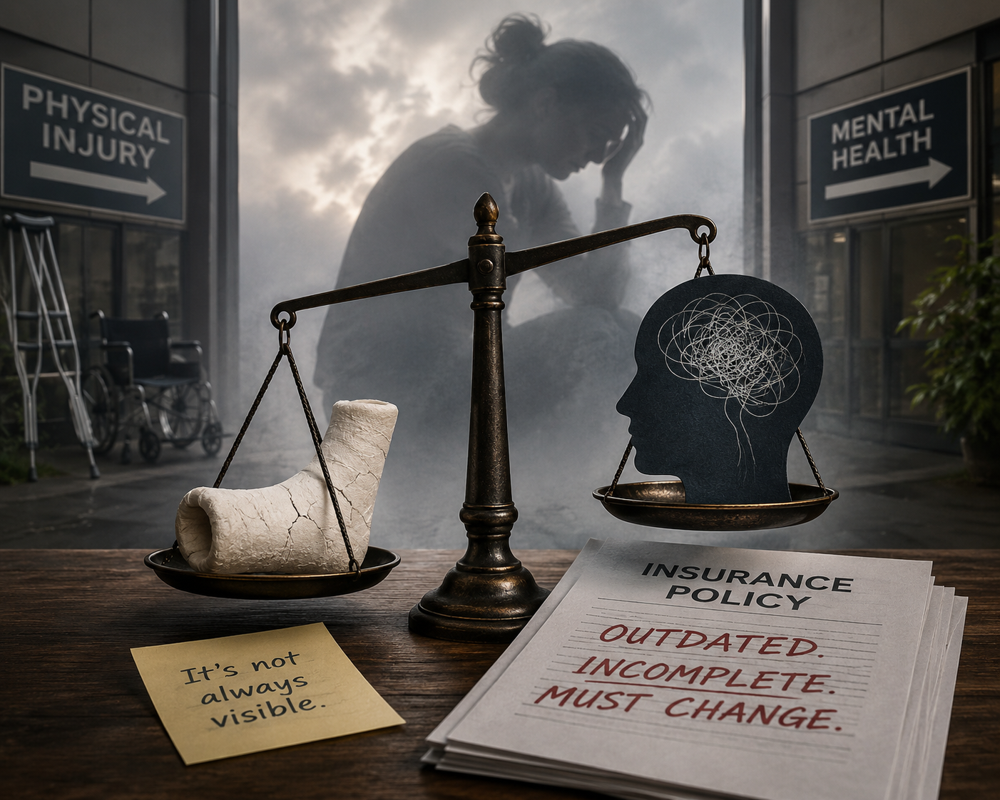 PHYSICAL
INJURY
MENTAL
HEALTH
INSURANCE
POLICY
OUTDATED.
INCOMPLETE.
MUST CHANGE.
It's not
always
visible.